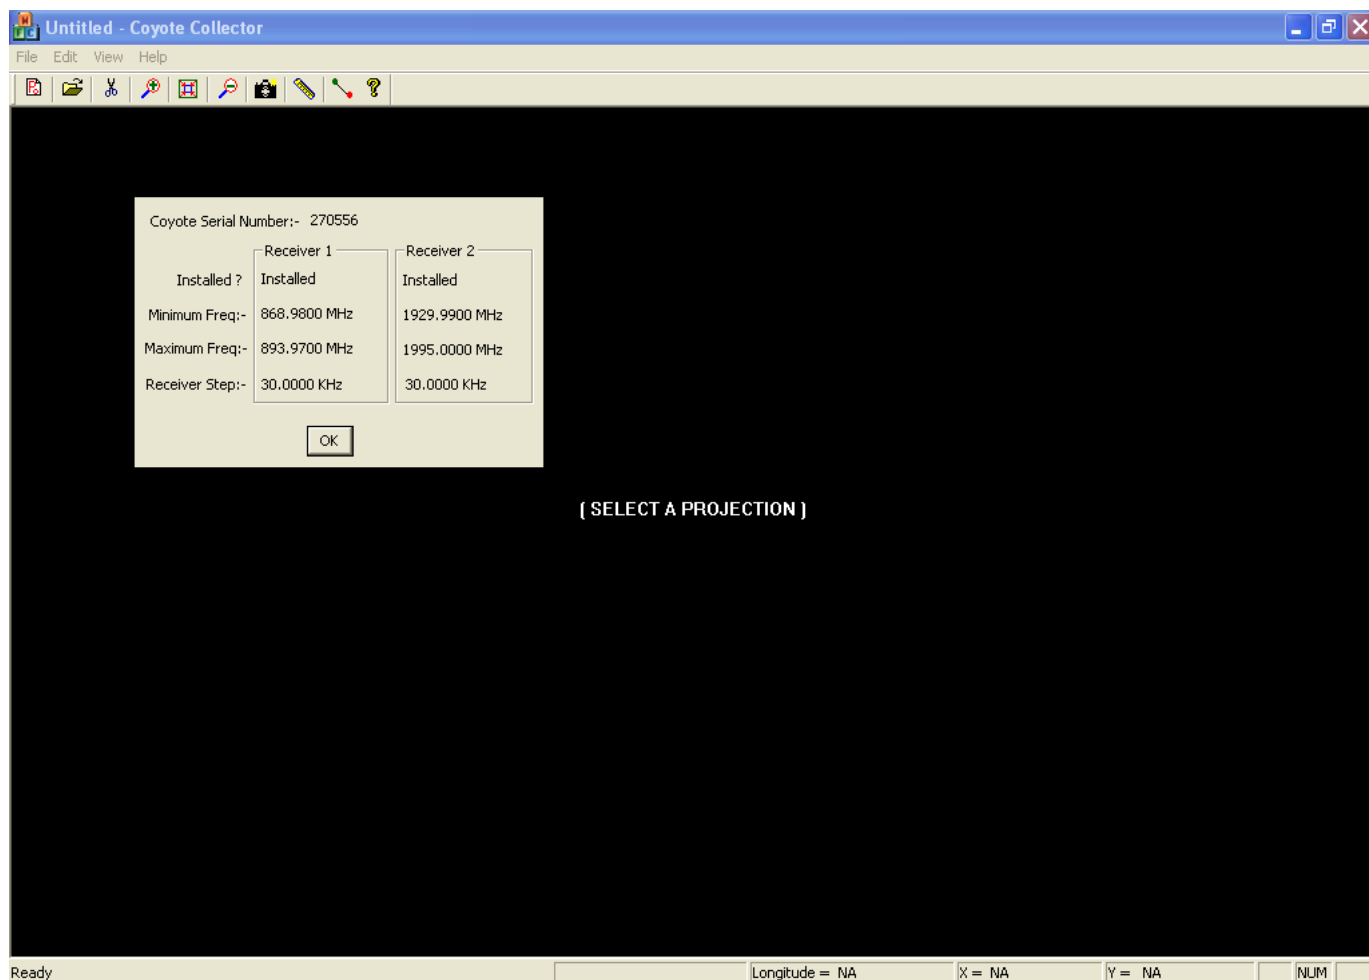 Untitled - Coyote Collector
File Edit View Help
Coyote Serial Number:- 270556
Receiver 1 Receiver 2
Installed ? Installed Installed
Minimum Freq:- 868.9800 MHz 1929.9900 MHz
Maximum Freq:- 893.9700 MHz 1995.0000 MHz
Receiver Step:- 30.0000 KHz 30.0000 KHz
OK
( SELECT A PROJECTION )
Ready Longitude = NA X = NA Y = NA NUM